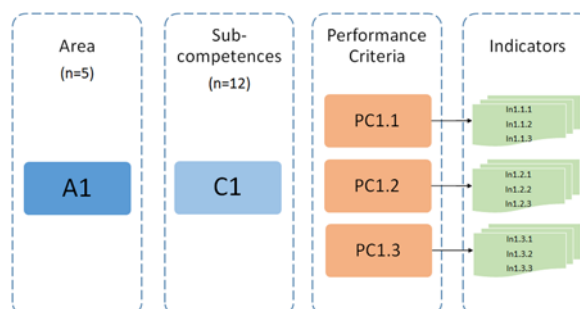 Area
(n=5)
Sub-
competences
(n=12)
Performance
Criteria
Indicators
A1
C1
PC1.1
PC1.2
PC1.3
In1.1.1
In1.1.2
In1.1.3
In1.2.1
In1.2.2
In1.2.3
In1.3.1
In1.3.2
In1.3.3